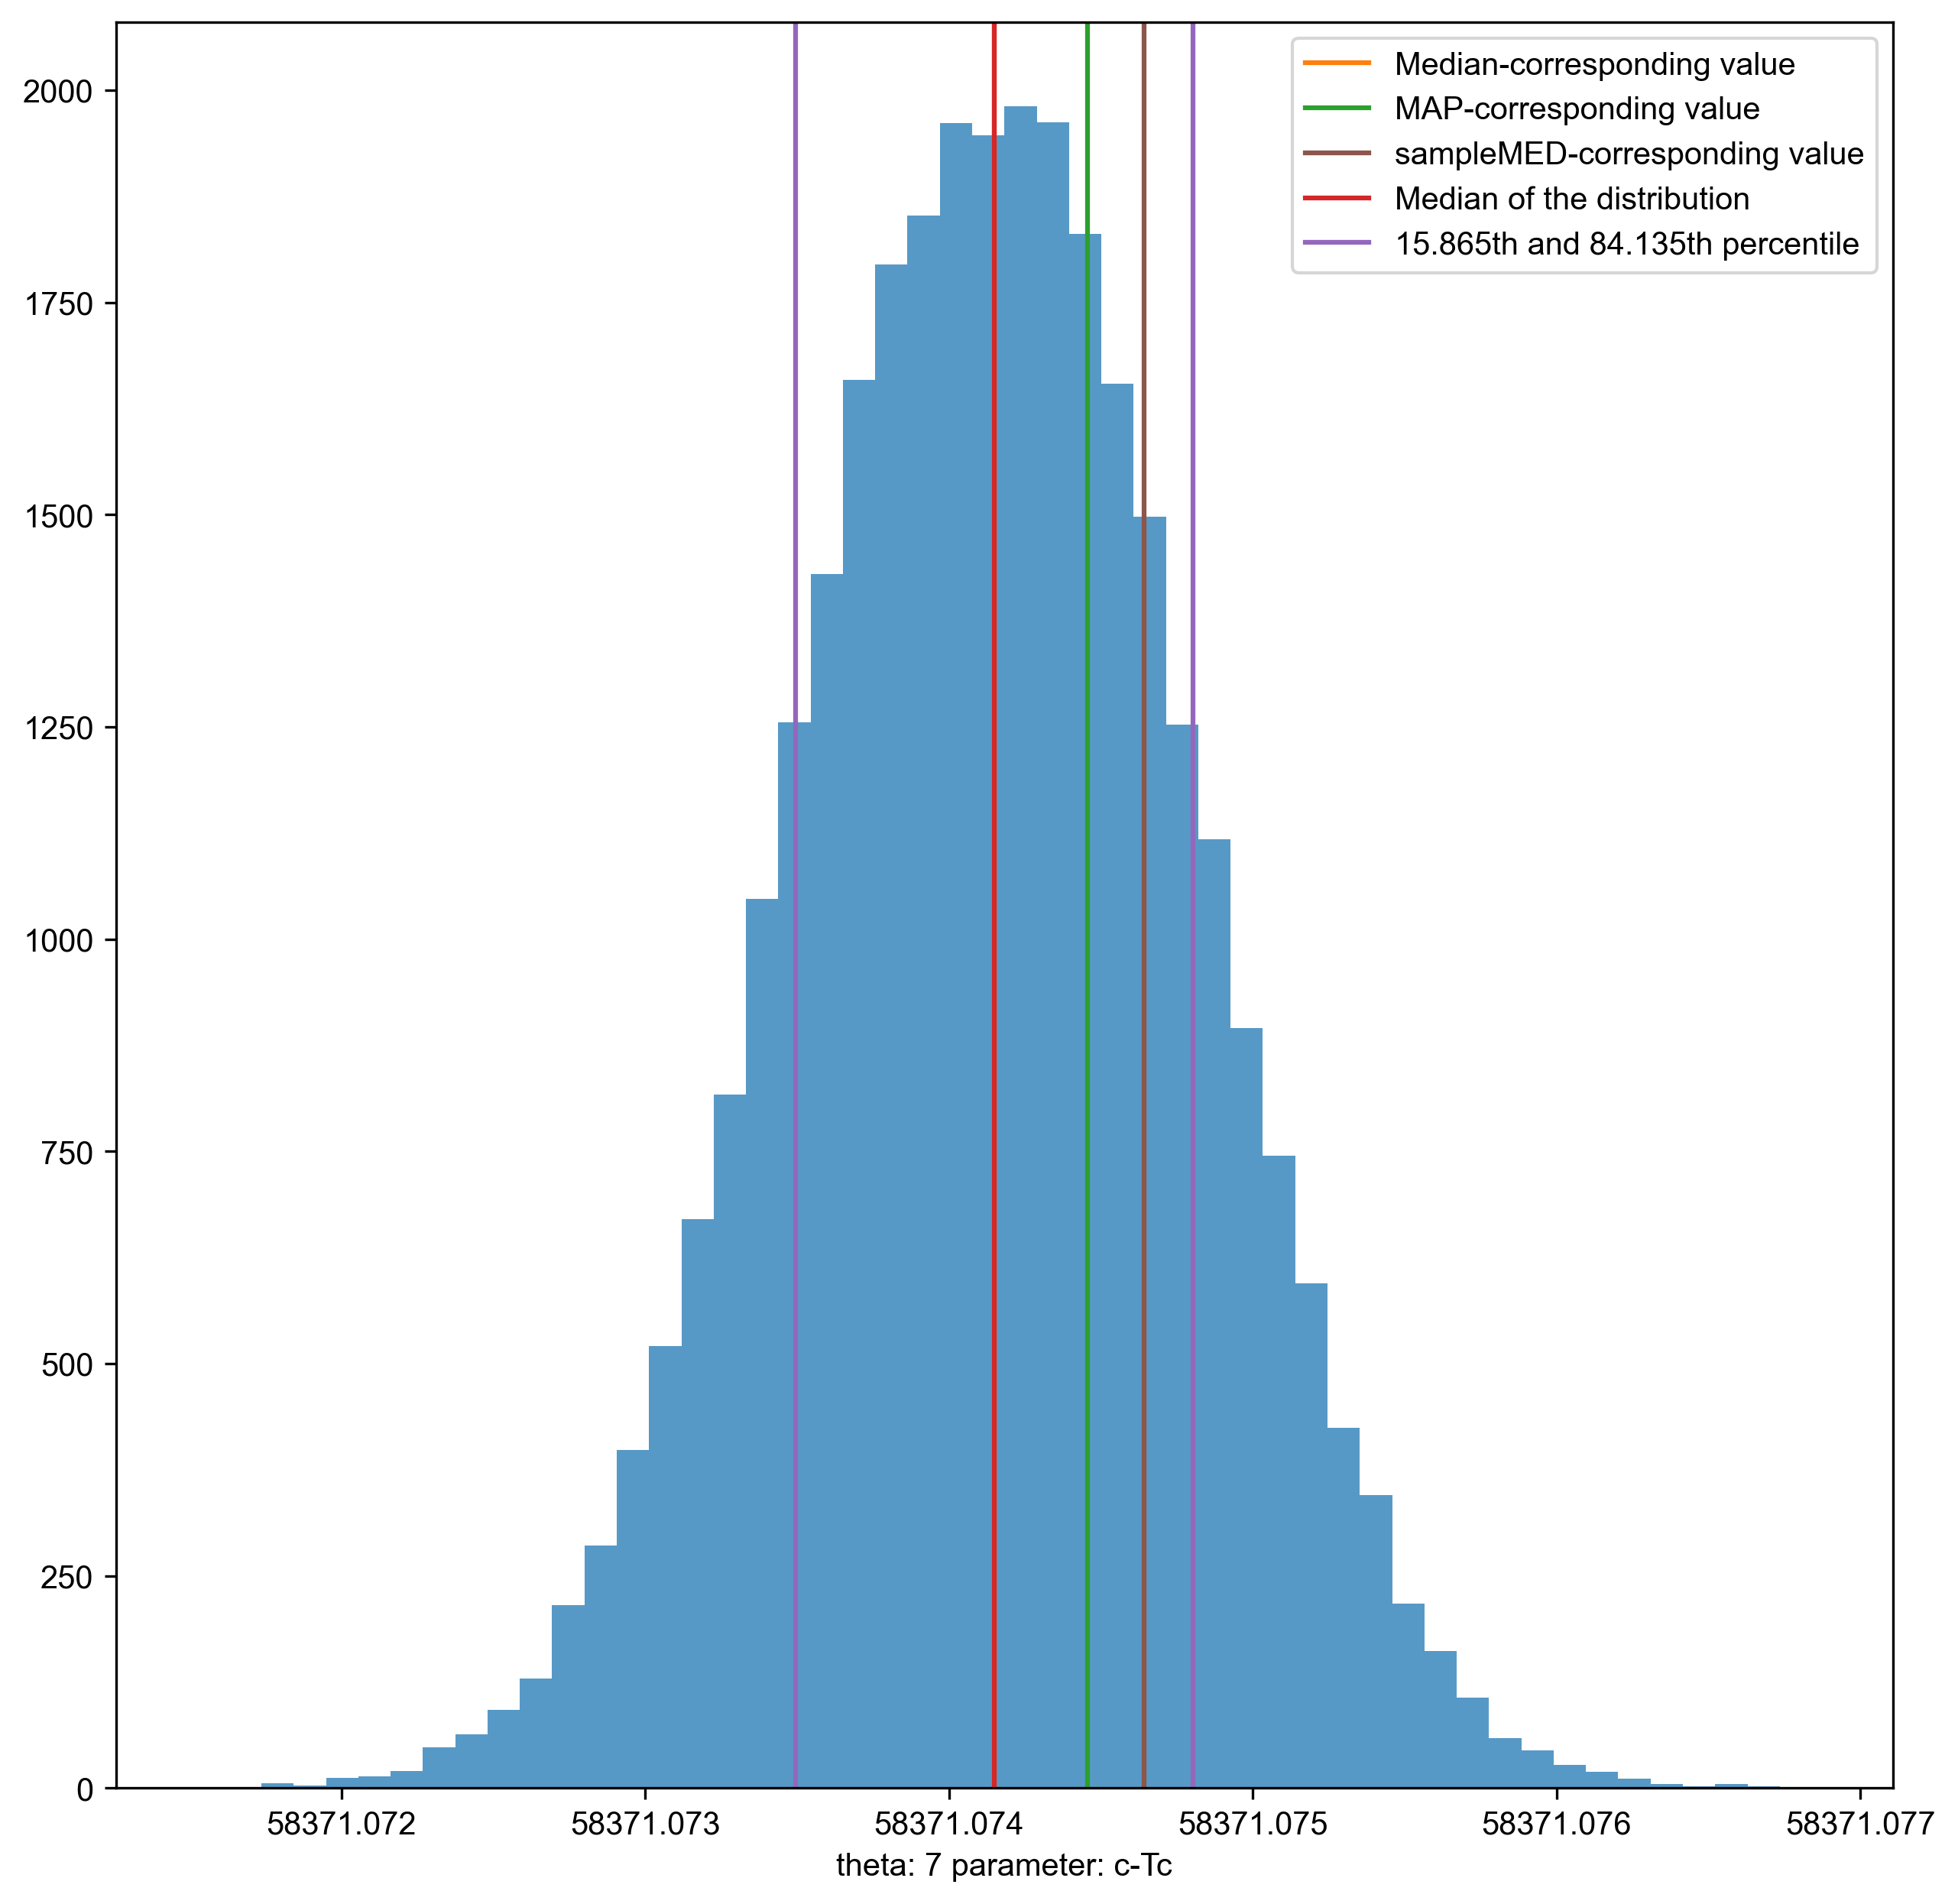 2000
1750
1500
1250
1000
750
500
250
0
Median-corresponding value
MAP-corresponding value
sampleMED-corresponding value
Median of the distribution
15.865th and 84.135th percentile
58371.072 58371.073 58371.074 58371.075 58371.076 58371.077
theta: 7 parameter: c-Tc